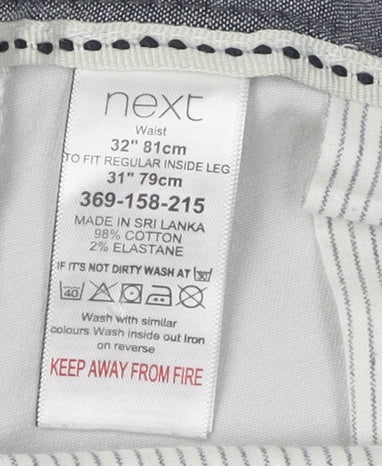 next
Waist
32" 81cm
TO FIT REGULAR INSIDE LEG
31" 79cm
369-158-215
MADE IN SRI LANKA
98% COTTON
2% ELASTANE
IF IT'S NOT DIRTY WASH AT 30
40
Wash with similar
colours Wash inside out Iron
on reverse
KEEP AWAY FROM FIRE